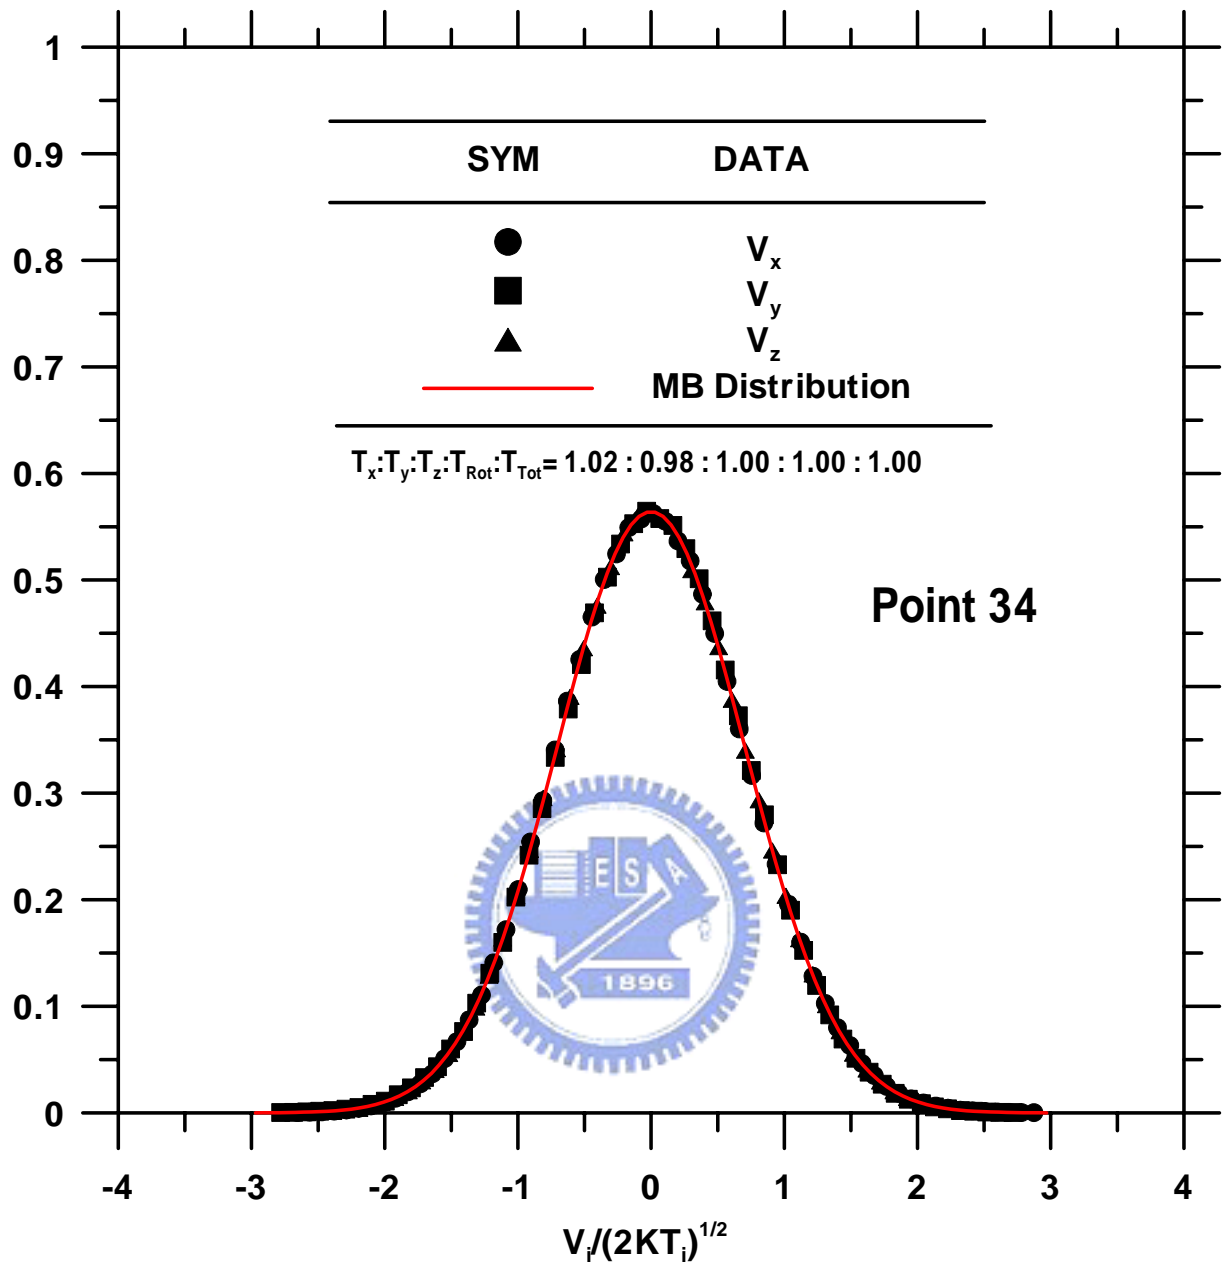 1
0.9
0.8
0.7
0.6
0.5
0.4
0.3
0.2
0.1
0
SYM DATA
Vx
Vy
Vz
MB Distribution
Tx:Ty:Tz:TRot:TTot= 1.02 : 0.98 : 1.00 : 1.00 : 1.00
Point 34
E S A
1896
-4 -3 -2 -1 0 1 2 3 4
Vi/(2KTi)1/2